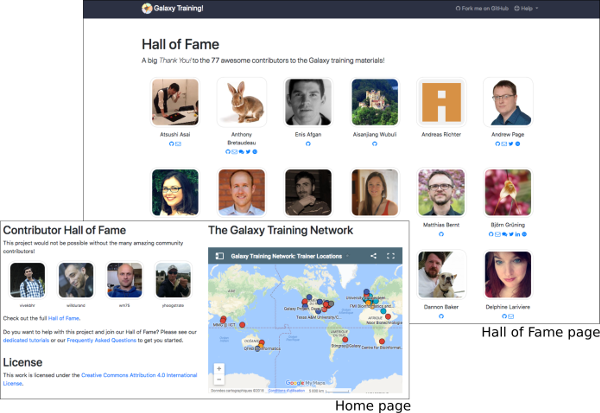 Galaxy Training!
Fork me on GitHub
Help
Hall of Fame
A big Thank You! to the 77 awesome contributors to the Galaxy training materials!
Atsushi Asai
Anthony
Bretaudeau
Enis Afgan
Aisanjiang Wubuli
Andreas Richter
Andrew Page
Matthias Bernt
Björn Grüning
Dannon Baker
Delphine Lariviere
Hall of Fame page
Contributor Hall of Fame
This project would not be possible without the many amazing community
contributors!
Check out the full Hall of Fame.
Do you want to help with this project and join our Hall of Fame? Please see our
dedicated tutorials or our Frequently Asked Questions to get you started.
License
This work is licensed under the Creative Commons Attribution 4.0 International
License.
The Galaxy Training Network
Galaxy Training Network: Trainer Locations
Google My Maps
Home page